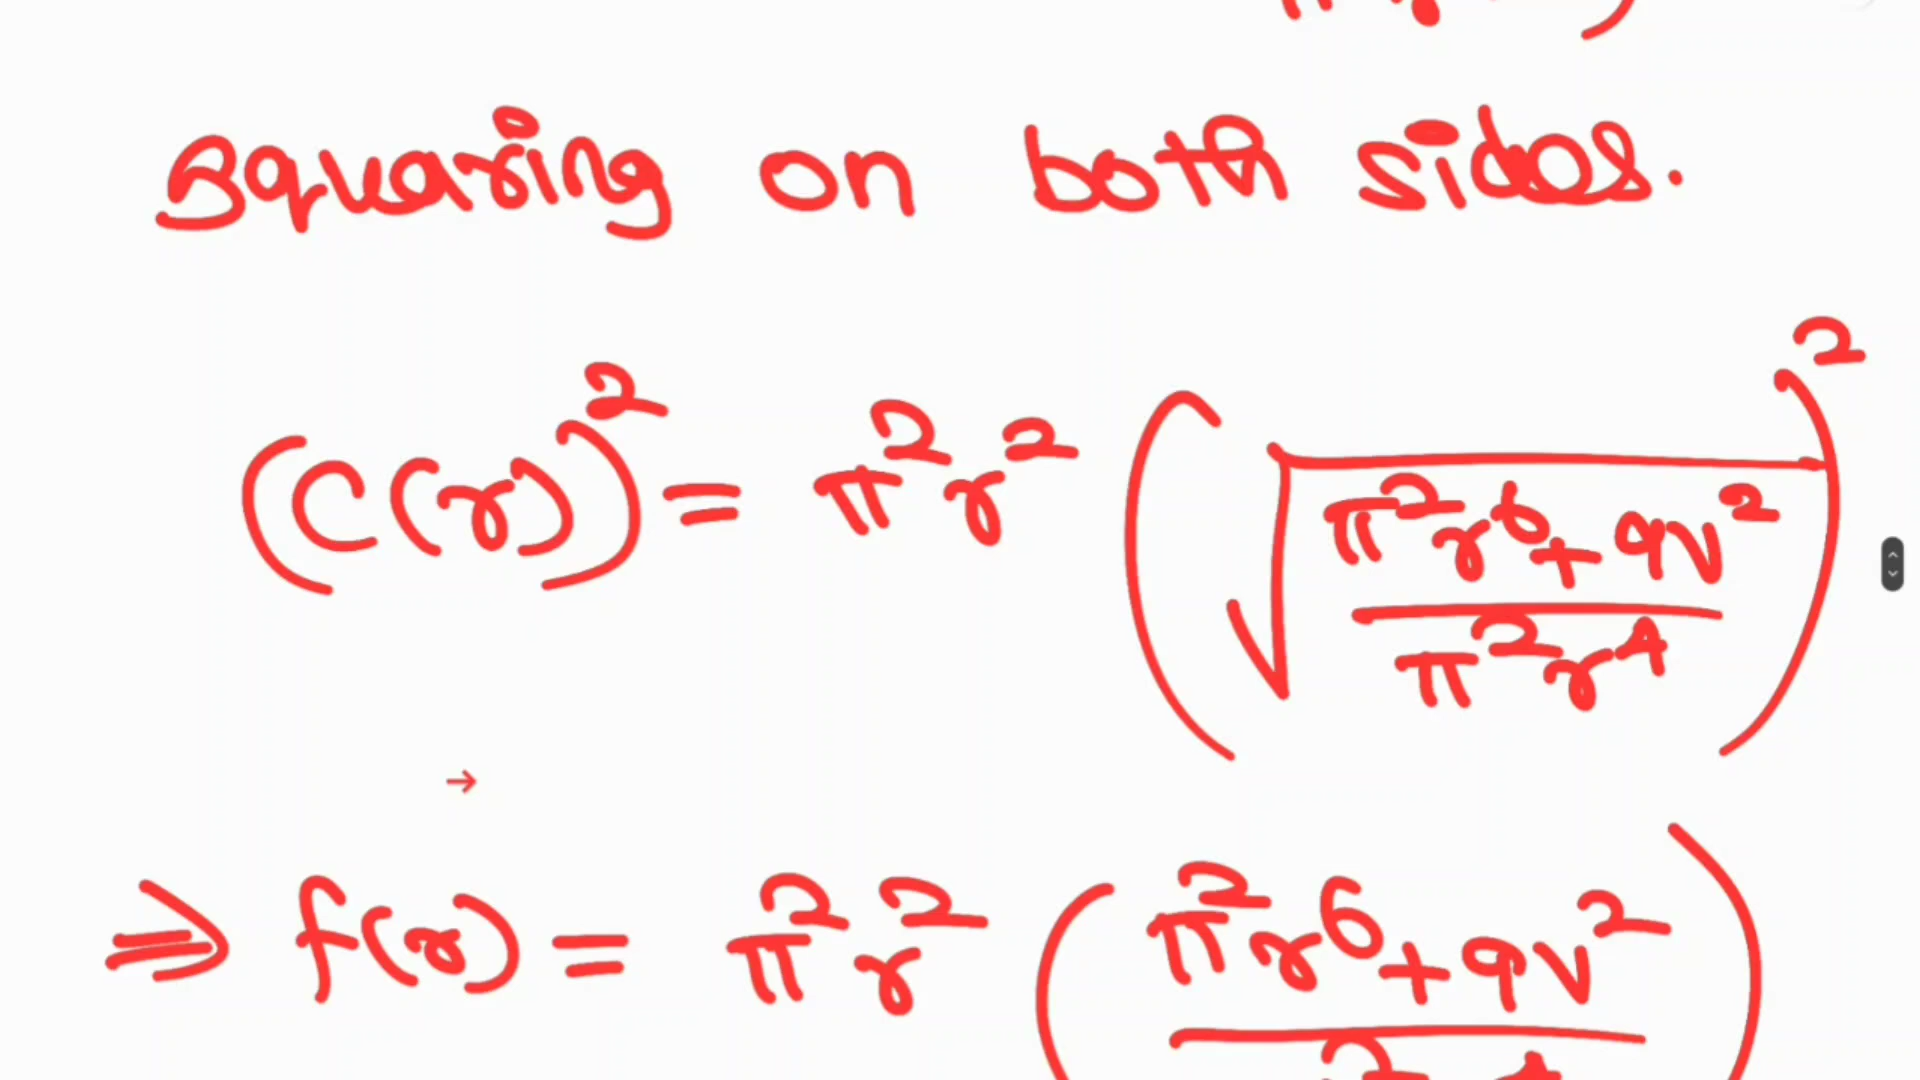 Squaring on both sides.
(C(r))² = π²r² (√((π²r⁶+9v²)/(π²r⁴)))²
⇒ f(r) = π²r² (π²r⁶+9v²